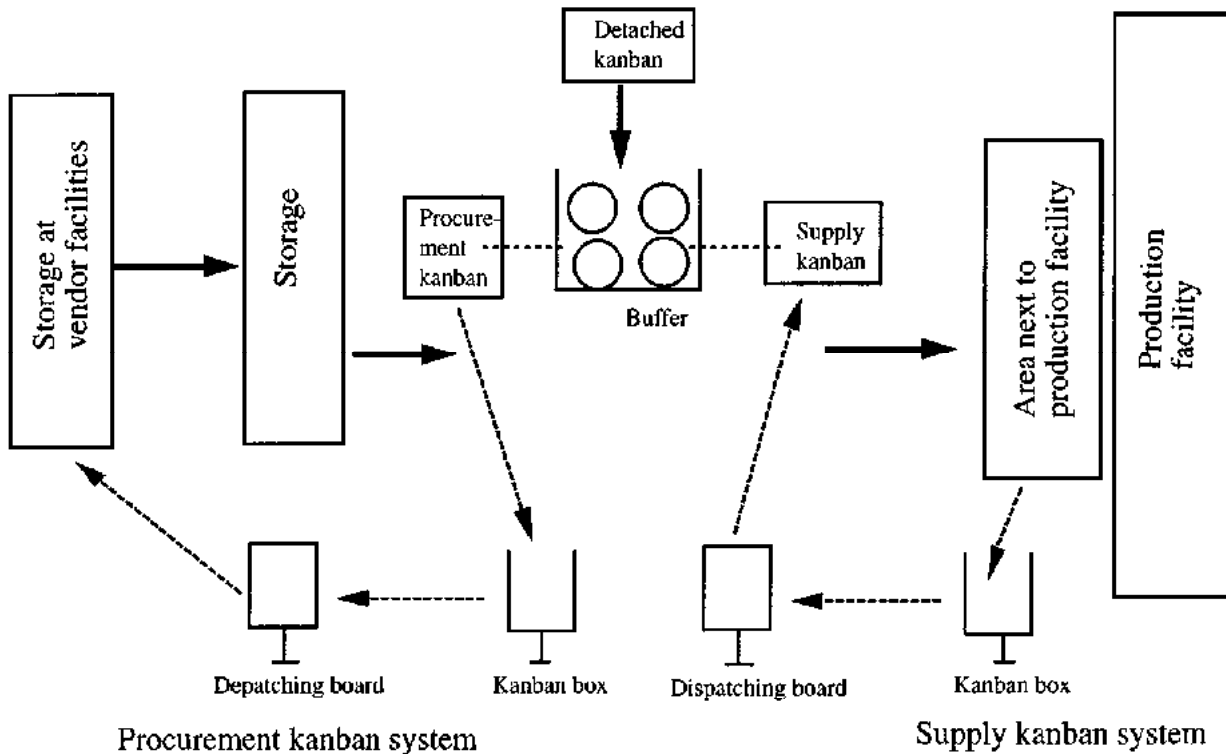 Detached
kanban
Storage at
vendor facilities
Storage
Procure-
ment
kanban
Buffer
Supply
kanban
Area next to
production facility
Production
facility
Depatching board
Kanban box
Dispatching board
Kanban box
Procurement kanban system
Supply kanban system